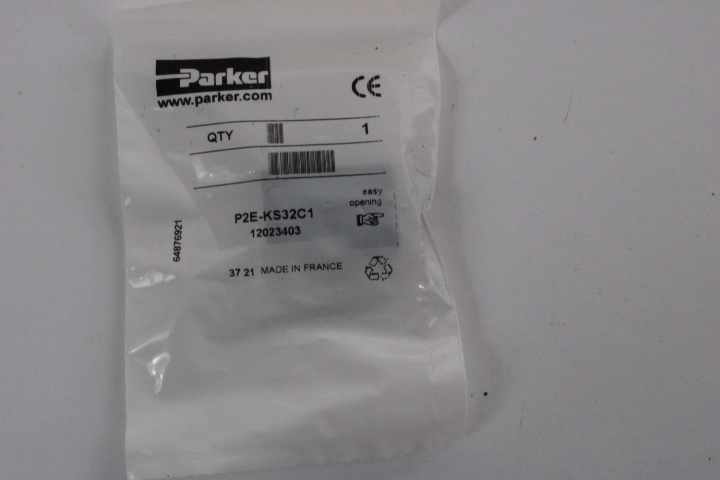 Parker
www.parker.com
CE
QTY 1
easy
opening
P2E-KS32C1
12023403
64876921
37 21 MADE IN FRANCE